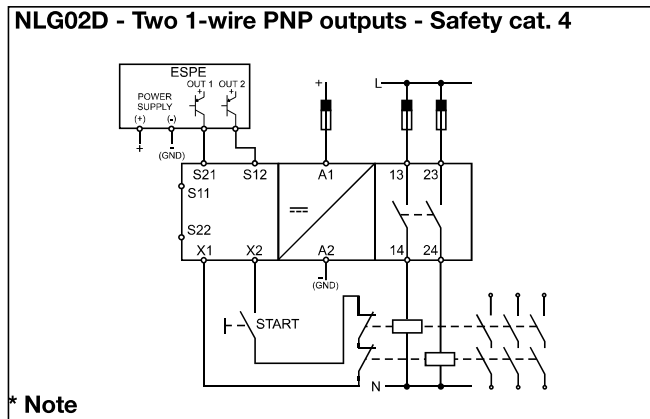 NLG02D - Two 1-wire PNP outputs - Safety cat. 4
ESPE
OUT 1 OUT 2
POWER
SUPPLY
(+) (-)
+ -
(GND)
+
L
S21 S12 A1 13 23
S11
S22
X1 X2 A2 14 24
-
(GND)
START
N
* Note